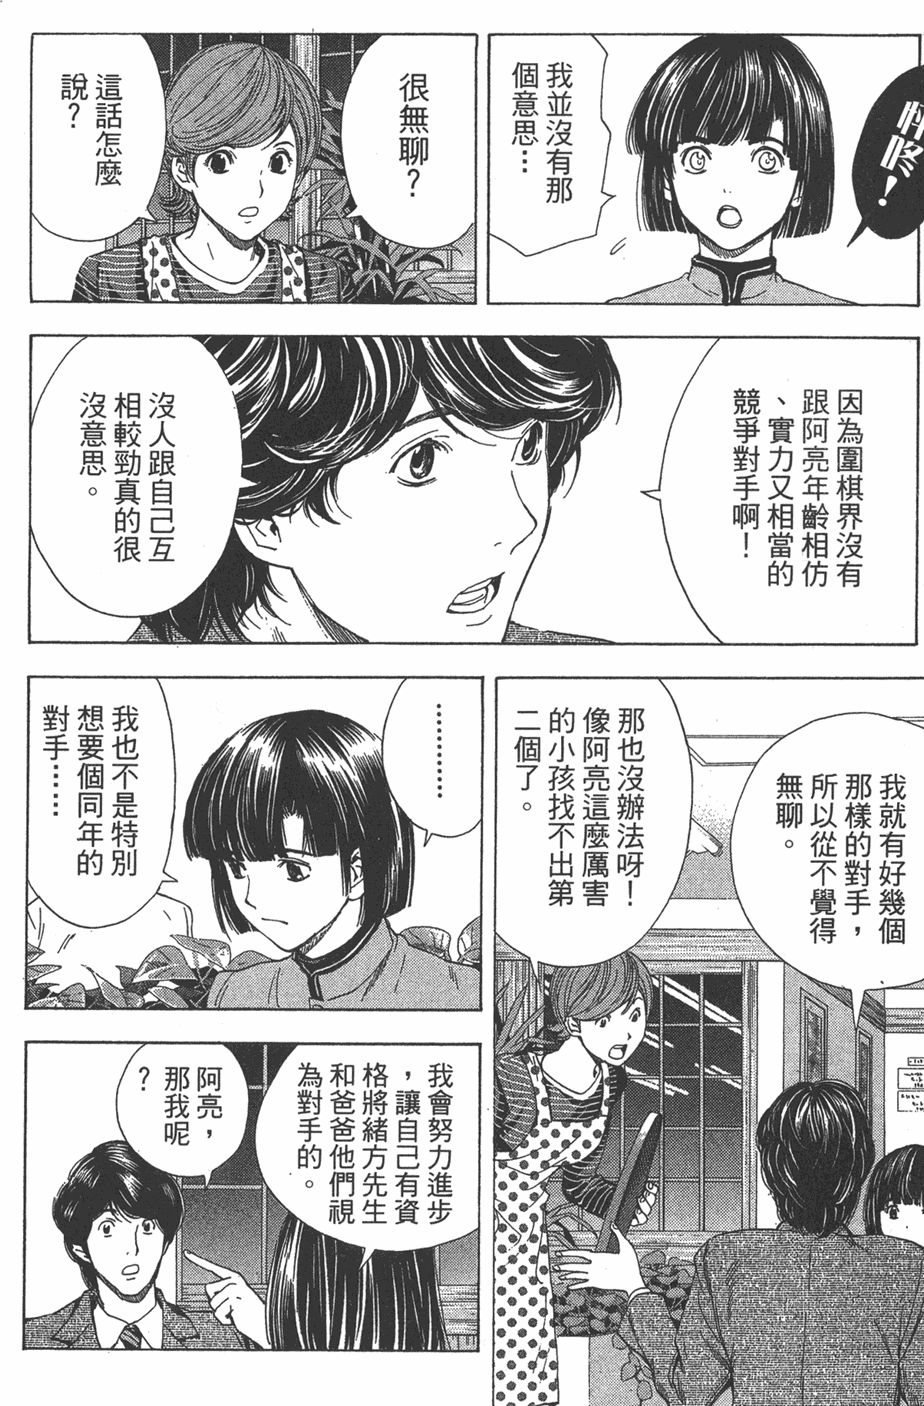 我並沒有那
個意思…
很無聊？
這話怎麼
說？
因為圍棋界沒有
跟阿亮年齡相仿
、實力又相當的
競爭對手啊！
沒人跟自己互
相較勁真的很
沒意思。
我就有好幾個
那樣的對手，
所以從不覺得
無聊。
那也沒辦法呀！
像阿亮這麼厲害
的小孩找不出第
二個了。
………
我也不是特別
想要個同年的
對手……
我會努力進步
，讓自己有資
格將緒方先生
和爸爸他們視
為對手的。
阿亮，
那我呢
？